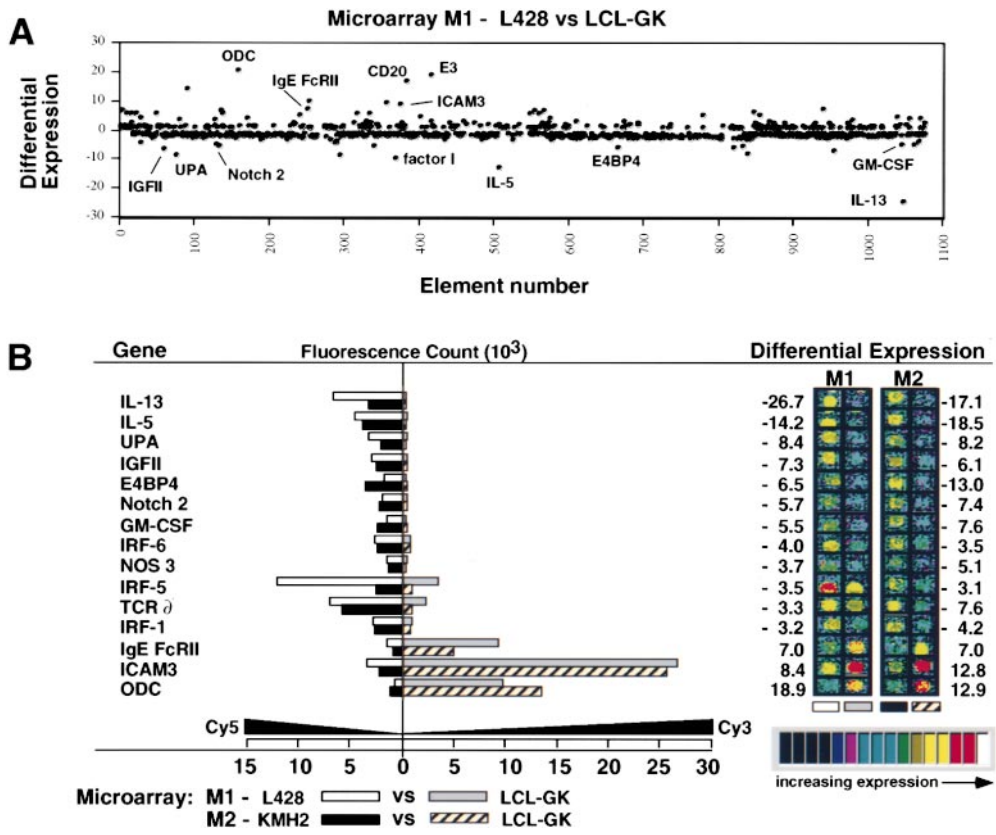 A
Microarray M1 - L428 vs LCL-GK
Differential Expression
30
20
10
0
-10
-20
-30
ODC
IgE FcRII
CD20
E3
ICAM3
IGFII
UPA
Notch 2
factor I
IL-5
E4BP4
GM-CSF
IL-13
0
100
200
300
400
500
600
700
800
900
1000
1100
Element number
B
Gene Fluorescence Count (10³) Differential Expression
M1 M2
IL-13 -26.7 -17.1
IL-5 -14.2 -18.5
UPA - 8.4 - 8.2
IGFII - 7.3 - 6.1
E4BP4 - 6.5 -13.0
Notch 2 - 5.7 - 7.4
GM-CSF - 5.5 - 7.6
IRF-6 - 4.0 - 3.5
NOS 3 - 3.7 - 5.1
IRF-5 - 3.5 - 3.1
TCR ∂ - 3.3 - 7.6
IRF-1 - 3.2 - 4.2
IgE FcRII 7.0 7.0
ICAM3 8.4 12.8
ODC 18.9 12.9
Cy5 Cy3
15 10 5 0 5 10 15 20 25 30
increasing expression
Microarray: M1 - L428 vs LCL-GK
M2 - KMH2 vs LCL-GK